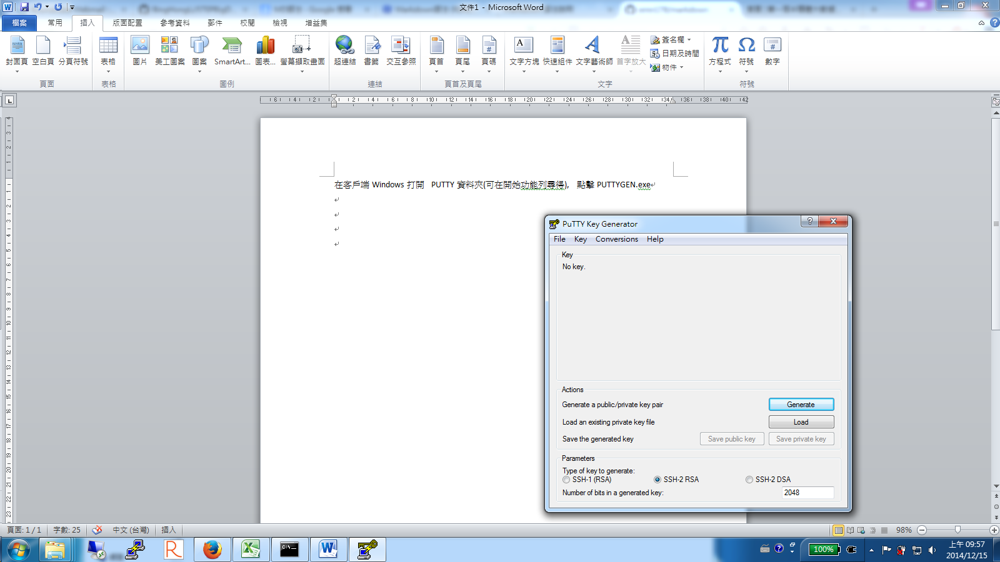 文件1 - Microsoft Word
檔案 常用 插入 版面配置 參考資料 郵件 校閱 檢視 增益集
封面頁 空白頁 分頁符號 表格 圖片 美工圖案 圖案 SmartArt... 圖表... 螢幕擷取畫面 超連結 書籤 交互參照 頁首 頁尾 頁碼 文字方塊 快速組件 文字藝術師 首字放大 簽名欄 方程式 符號 數字
日期及時間
物件
頁面 表格 圖例 連結 頁首及頁尾 文字 符號
在客戶端 Windows 打開 PUTTY 資料夾(可在開始功能列尋得), 點擊 PUTTYGEN.exe
PuTTY Key Generator
File Key Conversions Help
Key
No key.
Actions
Generate a public/private key pair Generate
Load an existing private key file Load
Save the generated key Save public key Save private key
Parameters
Type of key to generate:
SSH-1 (RSA) SSH-2 RSA SSH-2 DSA
Number of bits in a generated key: 2048
頁面: 1 / 1 字數: 25 中文 (台灣) 插入 98%
100% 上午 09:57
2014/12/15